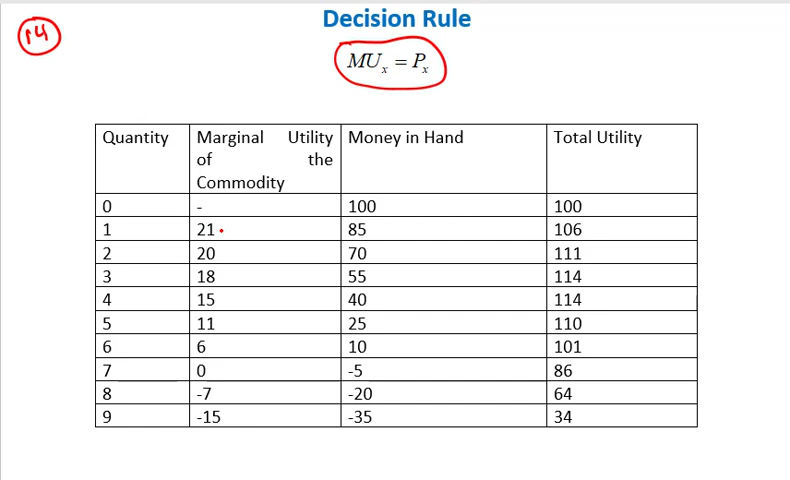 Decision Rule
14
MUx = Px
Quantity Marginal Utility of the Commodity Money in Hand Total Utility
0 - 100 100
1 21 85 106
2 20 70 111
3 18 55 114
4 15 40 114
5 11 25 110
6 6 10 101
7 0 -5 86
8 -7 -20 64
9 -15 -35 34